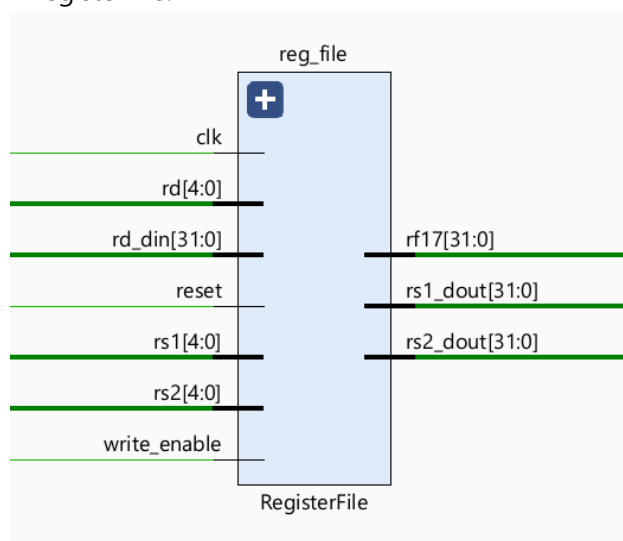 reg_file
clk
rd[4:0]
rd_din[31:0]
reset
rs1[4:0]
rs2[4:0]
write_enable
rf17[31:0]
rs1_dout[31:0]
rs2_dout[31:0]
RegisterFile